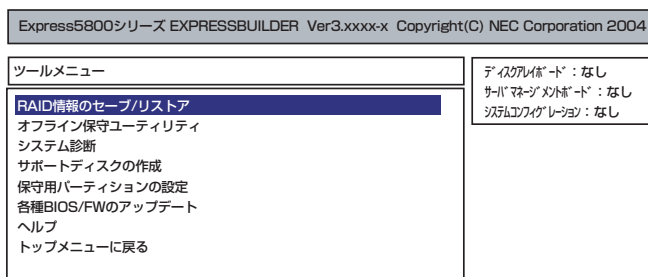 Express5800シリーズ EXPRESSBUILDER Ver3.xxxx-x Copyright(C) NEC Corporation 2004
ツールメニュー
RAID情報のセーブ/リストア
オフライン保守ユーティリティ
システム診断
サポートディスクの作成
保守用パーティションの設定
各種BIOS/FWのアップデート
ヘルプ
トップメニューに戻る
ディスクアレイボード：なし
サーバマネージメントボード：なし
システムコンフィグレーション：なし